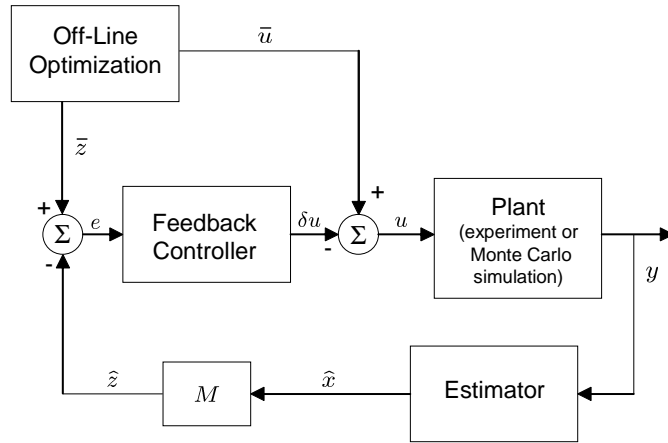 Off-Line
Optimization
u̅
z̅
+
Σ
-
e
Feedback
Controller
δu
+
Σ
-
u
Plant
(experiment or
Monte Carlo
simulation)
y
ẑ
M
x̂
Estimator